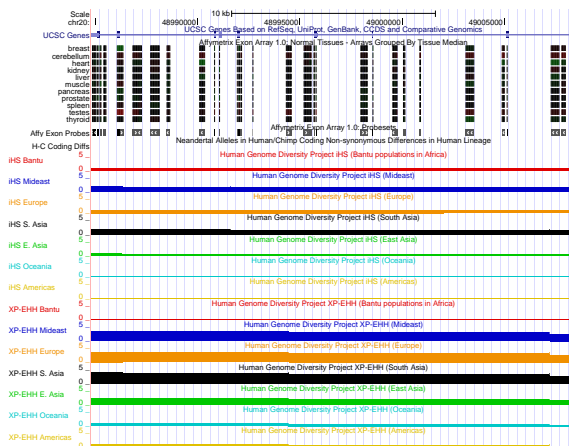 Scale 10 kb
chr20: 48990000 48995000 49000000 49005000
UCSC Genes Based on RefSeq, UniProt, GenBank, CCDS and Comparative Genomics
UCSC Genes
Affymetrix Exon Array 1.0: Normal Tissues - Arrays Grouped By Tissue Median
breast
cerebellum
heart
kidney
liver
muscle
pancreas
prostate
spleen
testes
thyroid
Affymetrix Exon Array 1.0: Probesets
Affy Exon Probes
Neandertal Alleles in Human/Chimp Coding Non-synonymous Differences in Human Lineage
H-C Coding Diffs
Human Genome Diversity Project iHS (Bantu populations in Africa)
iHS Bantu 5 0
Human Genome Diversity Project iHS (Mideast)
iHS Mideast 5 0
Human Genome Diversity Project iHS (Europe)
iHS Europe 5 0
Human Genome Diversity Project iHS (South Asia)
iHS S. Asia 5 0
Human Genome Diversity Project iHS (East Asia)
iHS E. Asia 5 0
Human Genome Diversity Project iHS (Oceania)
iHS Oceania 5 0
Human Genome Diversity Project iHS (Americas)
iHS Americas 5 0
Human Genome Diversity Project XP-EHH (Bantu populations in Africa)
XP-EHH Bantu 5 0
Human Genome Diversity Project XP-EHH (Mideast)
XP-EHH Mideast 5 0
Human Genome Diversity Project XP-EHH (Europe)
XP-EHH Europe 5 0
Human Genome Diversity Project XP-EHH (South Asia)
XP-EHH S. Asia 5 0
Human Genome Diversity Project XP-EHH (East Asia)
XP-EHH E. Asia 5 0
Human Genome Diversity Project XP-EHH (Oceania)
XP-EHH Oceania 5 0
Human Genome Diversity Project XP-EHH (Americas)
XP-EHH Americas 5 0